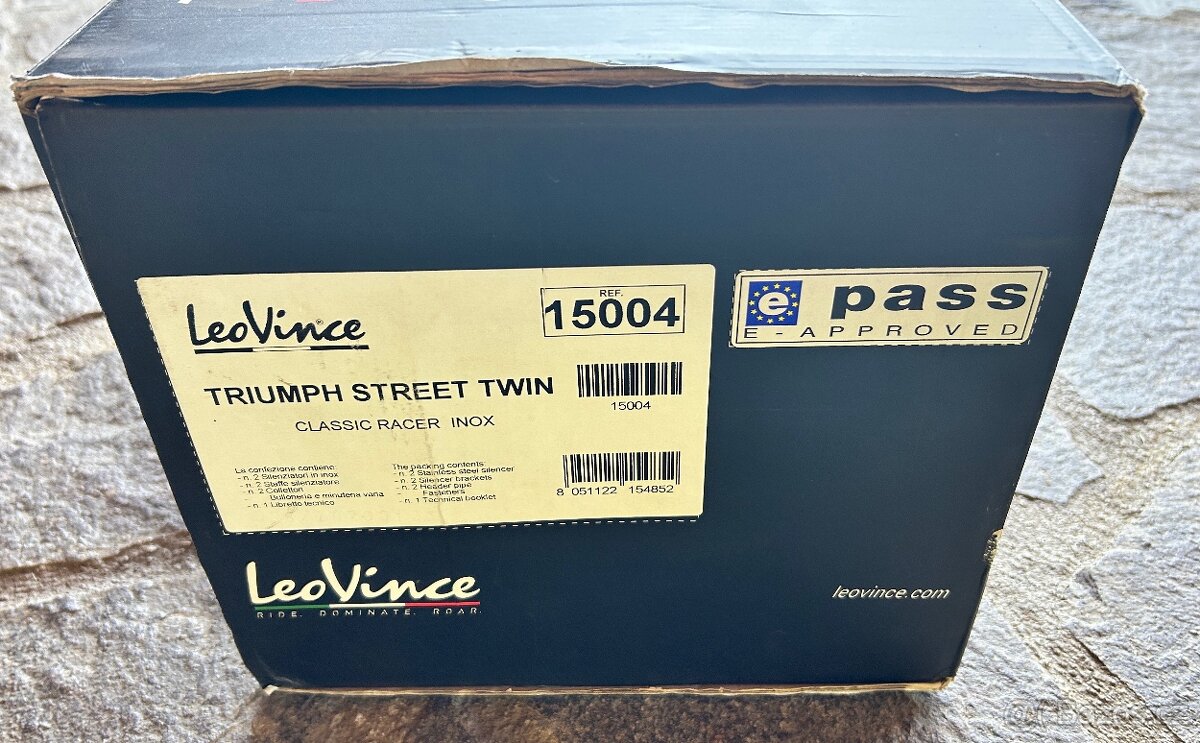 LeoVince
REF.
15004
TRIUMPH STREET TWIN
15004
CLASSIC RACER INOX
La confezione contiene:
- n. 2 Silenziatori in inox
- n. 2 Staffe silenziatore
- n. 2 Collettori
Bulloneria e minuteria varia
- n. 1 Libretto tecnico
The packing contents:
- n. 2 Stainless steel silencer
- n. 2 Silencer brackets
- n. 2 Header pipe
- Fasteners
- n. 1 Technical booklet
8 051122 154852
e pass
E - APPROVED
LeoVince
RIDE. DOMINATE. ROAR.
leovince.com